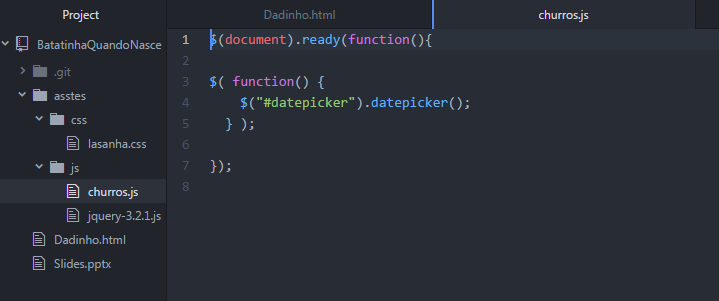 Project
BatatinhaQuandoNasce
.git
asstes
css
lasanha.css
js
churros.js
jquery-3.2.1.js
Dadinho.html
Slides.pptx
Dadinho.html churros.js
1 $(document).ready(function(){
2
3 $( function() {
4 $("#datepicker").datepicker();
5 } );
6
7 });
8